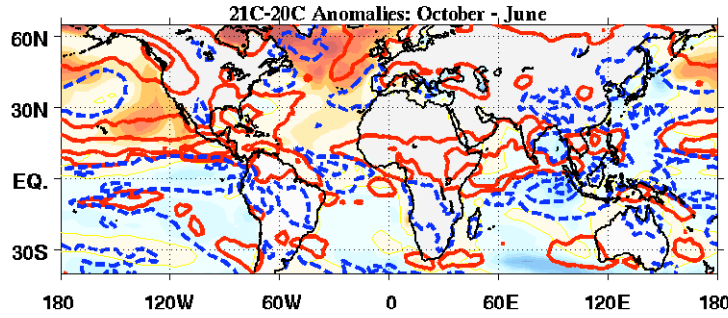 21C-20C Anomalies: October - June
60N
30N
EQ.
30S
180 120W 60W 0 60E 120E 180